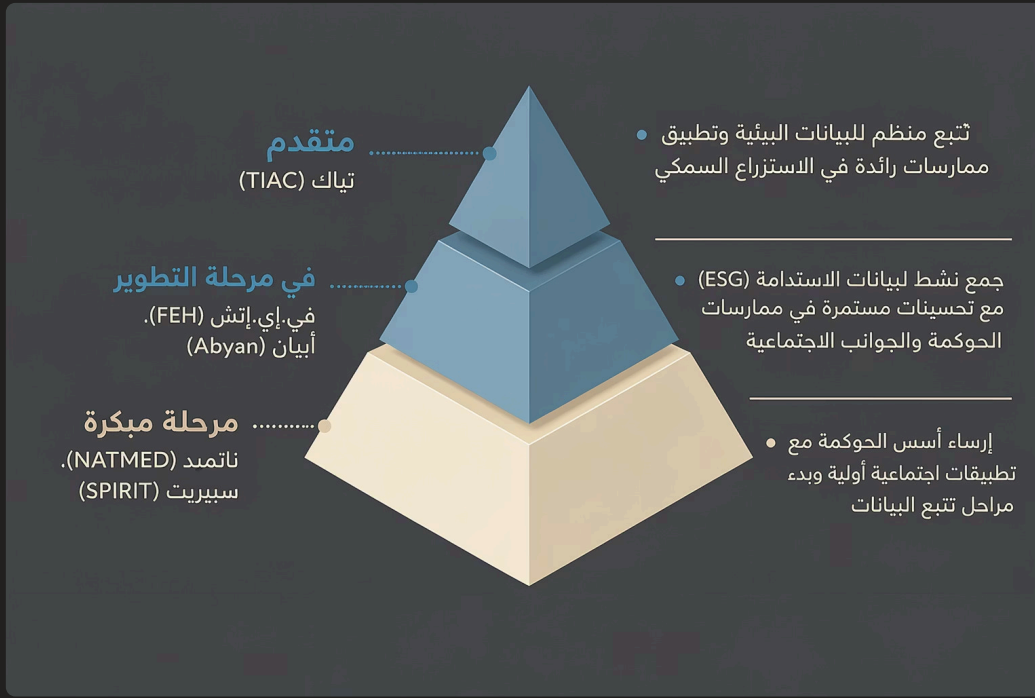 متقدم
تياك (TIAC)
تتبع منظم للبيانات البيئية وتطبيق
ممارسات رائدة في الاستزراع السمكي
في مرحلة التطوير
في.إي.إتش (FEH).
أبيان (Abyan)
جمع نشط لبيانات الاستدامة (ESG)
مع تحسينات مستمرة في ممارسات
الحوكمة والجوانب الاجتماعية
مرحلة مبكرة
ناتمىد (NATMED).
سبيريت (SPIRIT)
إرساء أسس الحوكمة مع
تطبيقات اجتماعية أولية وبدء
مراحل تتبع البيانات